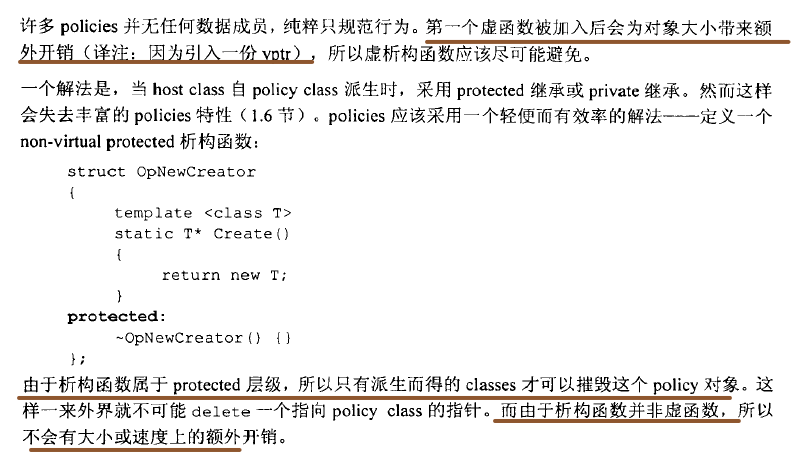 许多 policies 并无任何数据成员，纯粹只规范行为。第一个虚函数被加入后会为对象大小带来额
外开销（译注：因为引入一份 vptr），所以虚析构函数应该尽可能避免。
一个解法是，当 host class 自 policy class 派生时，采用 protected 继承或 private 继承。然而这样
会失去丰富的 policies 特性（1.6 节）。policies 应该采用一个轻便而有效率的解法——定义一个
non-virtual protected 析构函数：
struct OpNewCreator
{
template <class T>
static T* Create()
{
return new T;
}
protected:
~OpNewCreator() {}
};
由于析构函数属于 protected 层级，所以只有派生而得的 classes 才可以摧毁这个 policy 对象。这
样一来外界就不可能 delete 一个指向 policy class 的指针。而由于析构函数并非虚函数，所以
不会有大小或速度上的额外开销。